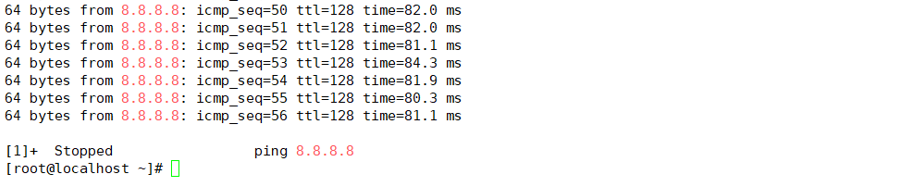 64 bytes from 8.8.8.8: icmp_seq=50 ttl=128 time=82.0 ms
64 bytes from 8.8.8.8: icmp_seq=51 ttl=128 time=82.0 ms
64 bytes from 8.8.8.8: icmp_seq=52 ttl=128 time=81.1 ms
64 bytes from 8.8.8.8: icmp_seq=53 ttl=128 time=84.3 ms
64 bytes from 8.8.8.8: icmp_seq=54 ttl=128 time=81.9 ms
64 bytes from 8.8.8.8: icmp_seq=55 ttl=128 time=80.3 ms
64 bytes from 8.8.8.8: icmp_seq=56 ttl=128 time=81.1 ms
[1]+  Stopped                 ping 8.8.8.8
[root@localhost ~]#